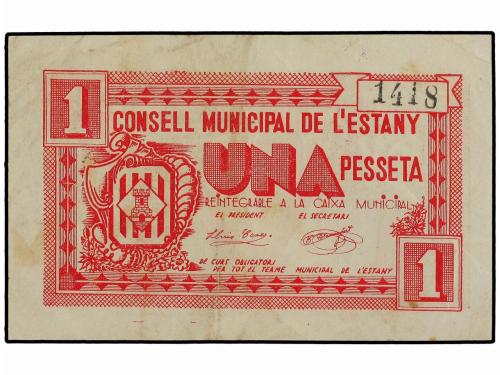 1
1418
CONSELL MUNICIPAL DE L'ESTANY
UNA PESSETA
REINTEGRABLE A LA CAIXA MUNICIPAL
EL PRESIDENT EL SECRETARI
DE CURS OBLIGATORI
PER TOT EL TERME MUNICIPAL DE L'ESTANY
1